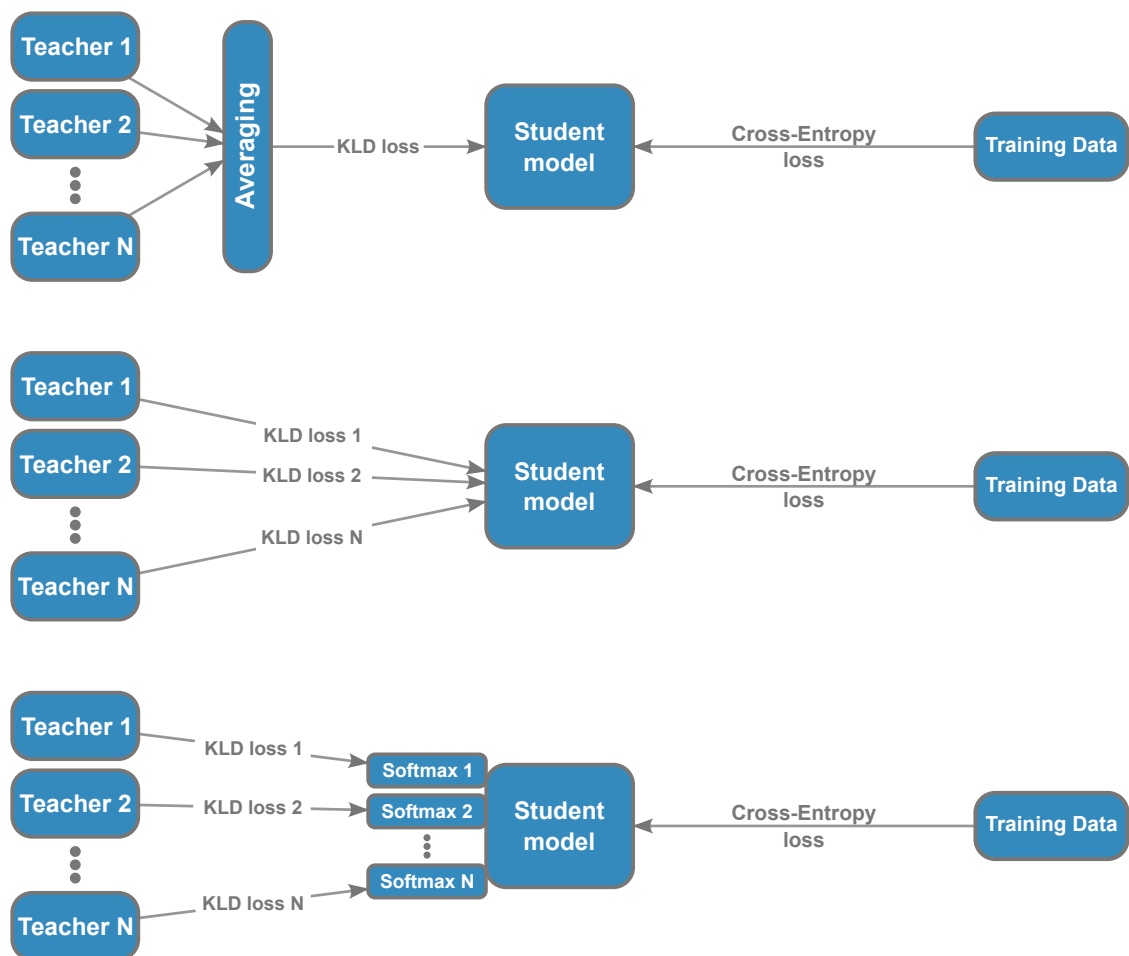 Teacher 1
Teacher 2
Teacher N
Averaging
KLD loss
Student
model
Cross-Entropy
loss
Training Data
Teacher 1
Teacher 2
Teacher N
KLD loss 1
KLD loss 2
KLD loss N
Student
model
Cross-Entropy
loss
Training Data
Teacher 1
Teacher 2
Teacher N
KLD loss 1
KLD loss 2
KLD loss N
Softmax 1
Softmax 2
Softmax N
Student
model
Cross-Entropy
loss
Training Data